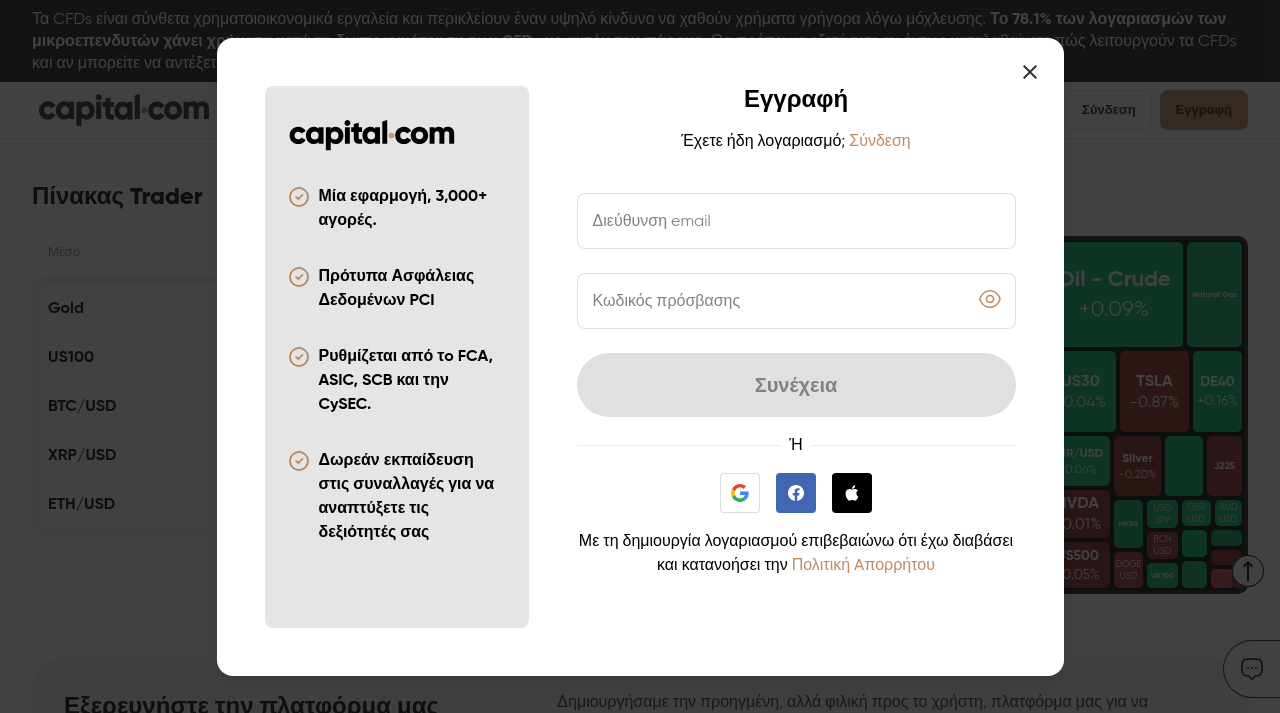 Τα CFDs είναι σύνθετα χρηματοιοικονομικά εργαλεία και περικλείουν έναν υψηλό κίνδυνο να χαθούν χρήματα γρήγορα λόγω μόχλευσης. Το 78.1% των λογαριασμών των
μικροεπενδυτών χάνει
πώς λειτουργούν τα CFDs
και αν μπορείτε να αντέξετε
capital.com
Σύνδεση
Εγγραφή
Πίνακας Trader
Μέσο
Gold
US100
BTC/USD
XRP/USD
ETH/USD
capital.com
Μία εφαρμογή, 3,000+
αγορές.
Πρότυπα Ασφάλειας
Δεδομένων PCI
Ρυθμίζεται από το FCA,
ASIC, SCB και την
CySEC.
Δωρεάν εκπαίδευση
στις συναλλαγές για να
αναπτύξετε τις
δεξιότητές σας
Εγγραφή
Έχετε ήδη λογαριασμό; Σύνδεση
Διεύθυνση email
Κωδικός πρόσβασης
Συνέχεια
Ή
Με τη δημιουργία λογαριασμού επιβεβαιώνω ότι έχω διαβάσει
και κατανοήσει την Πολιτική Απορρήτου
Oil - Crude
+0.09%
Natural Gas
US30
0.04%
TSLA
-0.87%
DE40
+0.16%
EUR/USD
0.06%
Silver
-0.20%
J225
NVDA
0.01%
HK50
USD
JPY
GBP
USD
AUD
USD
BCH
USD
US500
0.05%
DOGE
USD
UK100
Εξερευνήστε την πλατφόρμα μας
Δημιουργήσαμε την προηγμένη, αλλά φιλική προς το χρήστη, πλατφόρμα μας για να